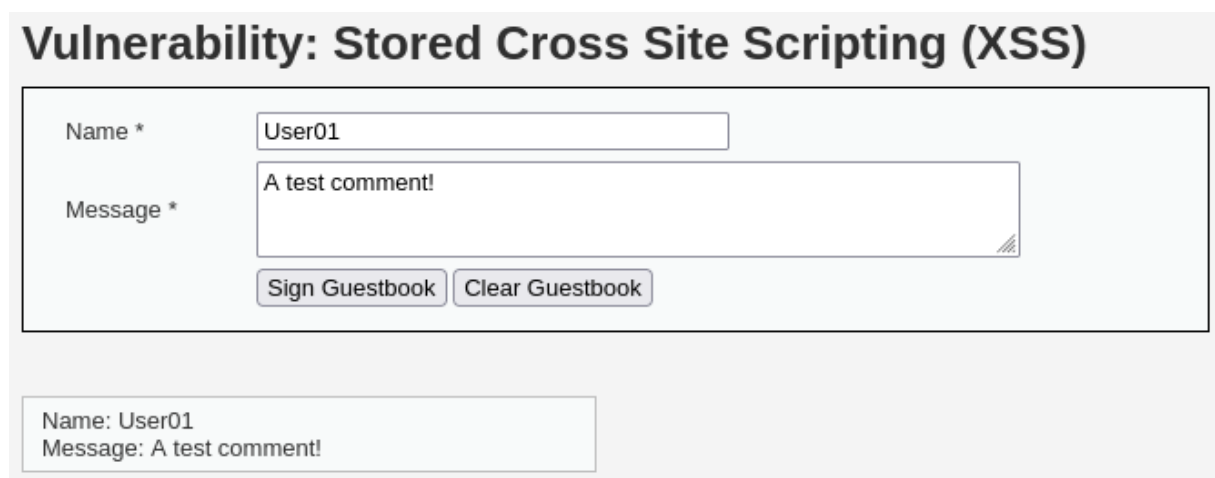 Vulnerability: Stored Cross Site Scripting (XSS)
Name * User01
Message * A test comment!
Sign Guestbook Clear Guestbook
Name: User01
Message: A test comment!